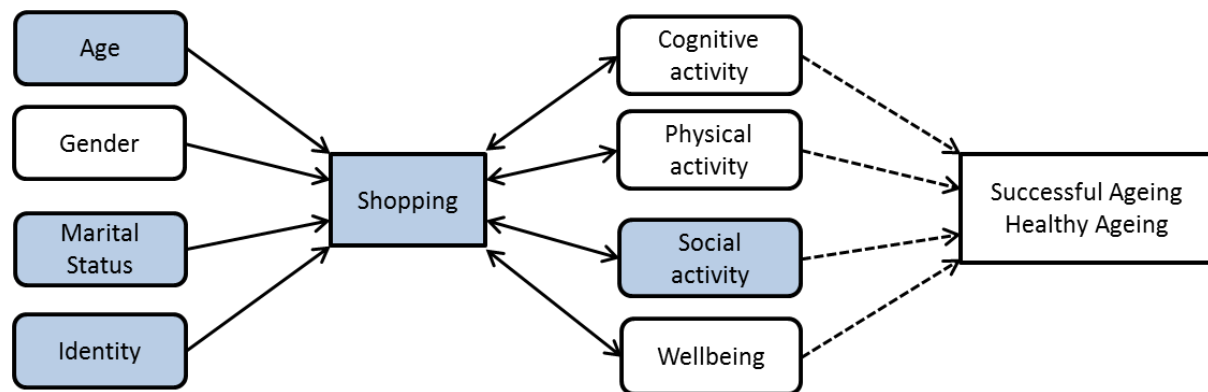 Age
Gender
Marital
Status
Identity
Shopping
Cognitive
activity
Physical
activity
Social
activity
Wellbeing
Successful Ageing
Healthy Ageing